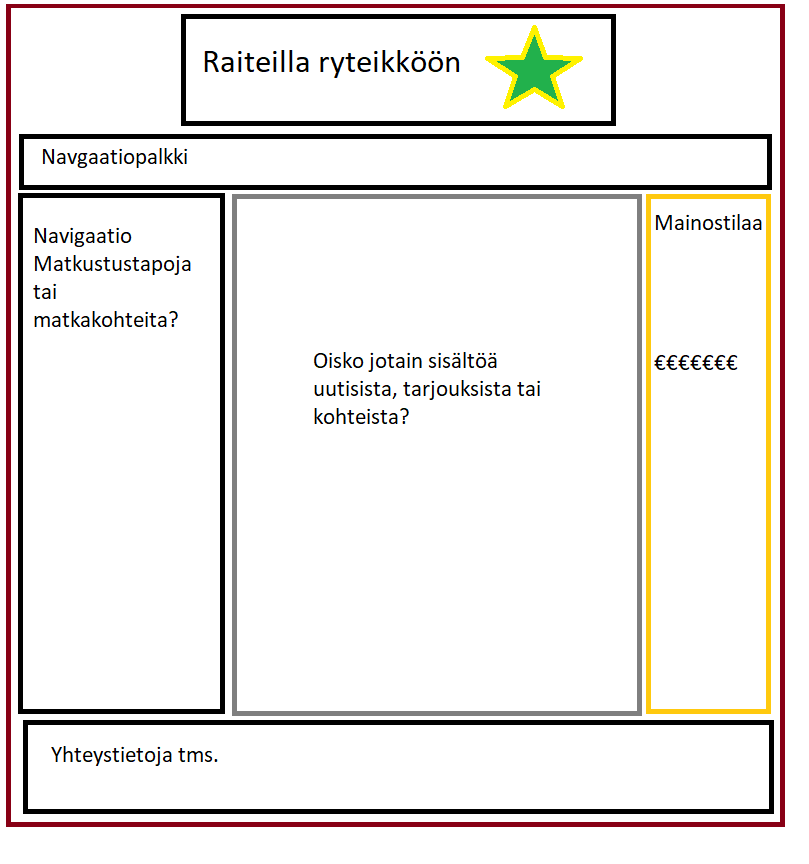 Raiteilla ryteikköön
Navgaatiopalkki
Navigaatio
Matkustustapoja
tai
matkakohteita?
Oisko jotain sisältöä
uutisista, tarjouksista tai
kohteista?
Mainostilaa
€€€€€€€
Yhteystietoja tms.